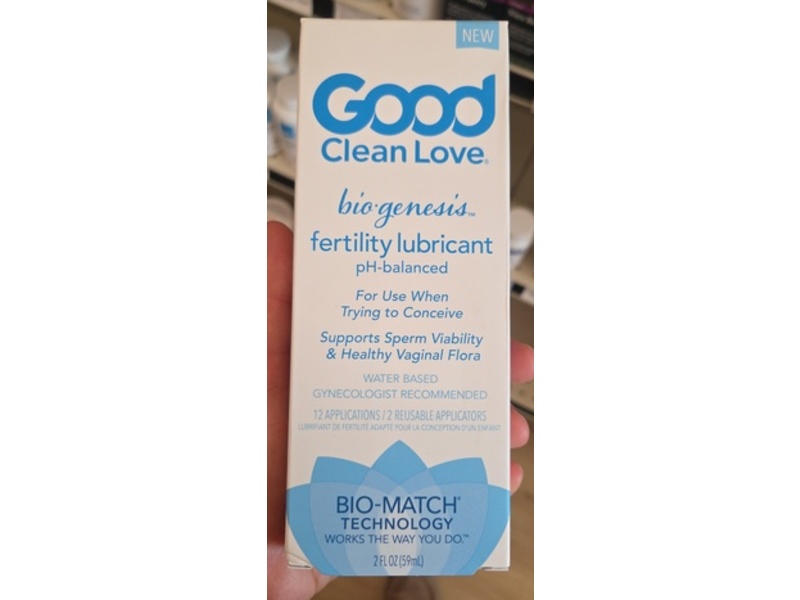 NEW
Good
Clean Love®
bio·genesis™
fertility lubricant
pH-balanced
For Use When
Trying to Conceive
Supports Sperm Viability
& Healthy Vaginal Flora
WATER BASED
GYNECOLOGIST RECOMMENDED
12 APPLICATIONS / 2 REUSABLE APPLICATORS
LUBRIFIANT DE FERTILITÉ ADAPTÉ POUR LA CONCEPTION D'UN ENFANT
BIO-MATCH®
TECHNOLOGY
WORKS THE WAY YOU DO.™
2 FL OZ (59mL)